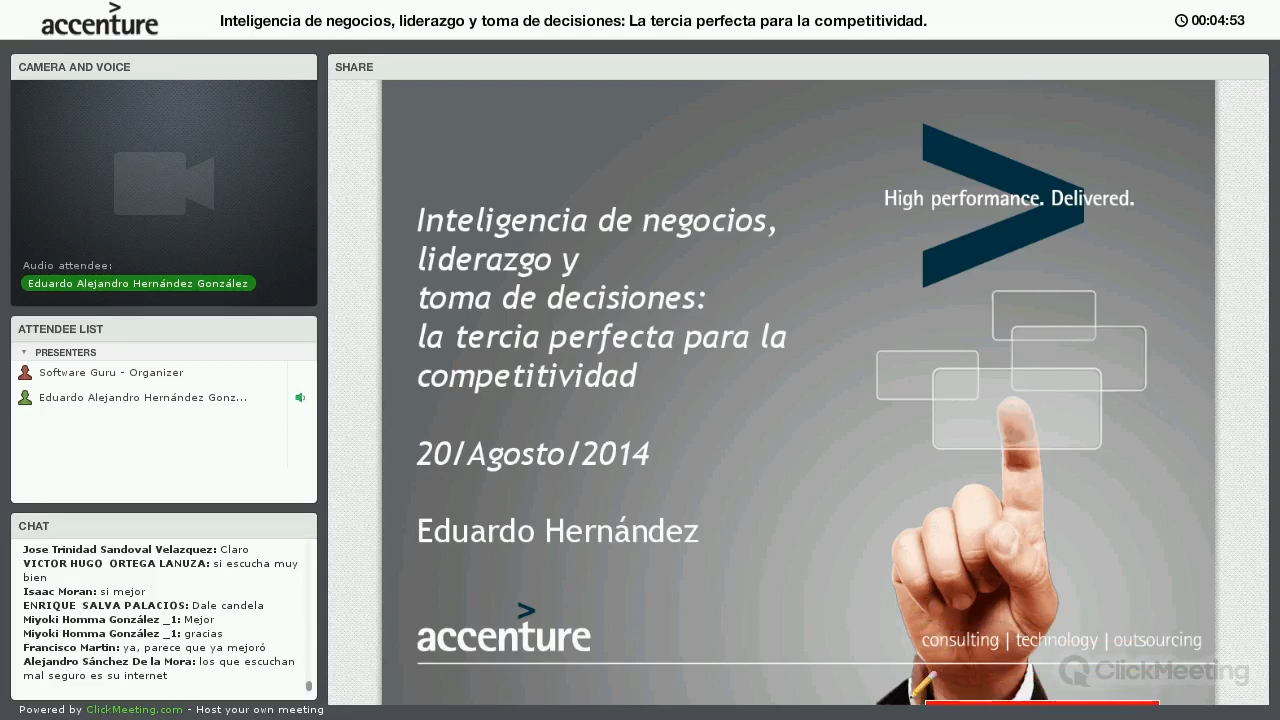 >
accenture
Inteligencia de negocios, liderazgo y toma de decisiones: La tercia perfecta para la competitividad.
00:04:53
CAMERA AND VOICE
Audio attendee:
Eduardo Alejandro Hernández González
ATTENDEE LIST
PRESENTERS
Software Guru - Organizer
Eduardo Alejandro Hernández Gonz...
CHAT
Jose Trinidad Sandoval Velazquez: Claro
VICTOR HUGO ORTEGA LANUZA: si escucha muy
bien
Isaac Moran: si mejor
ENRIQUE SALVA PALACIOS: Dale candela
Miyoki Homma González _1: Mejor
Miyoki Homma González _1: gracias
Francisco Martin: ya, parece que ya mejoró
Alejandro Sánchez De la Mora: los que escuchan
mal seguro es su internet
Powered by ClickMeeting.com - Host your own meeting
SHARE
High performance. Delivered.
Inteligencia de negocios,
liderazgo y
toma de decisiones:
la tercia perfecta para la
competitividad
20/Agosto/2014
Eduardo Hernández
>
accenture
consulting | technology | outsourcing
ClickMeeting